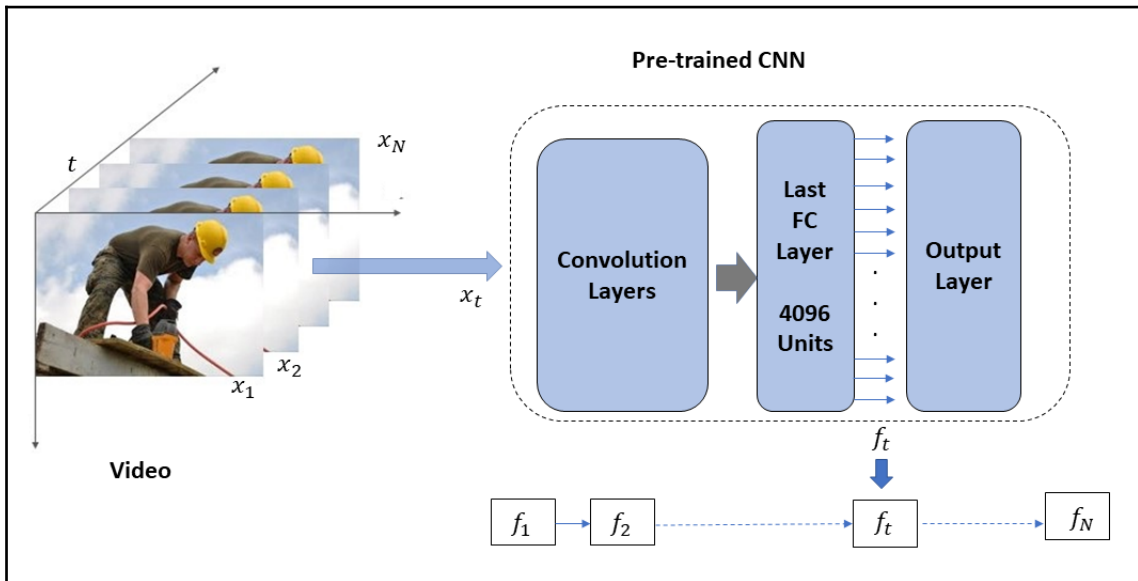 Pre-trained CNN
t
x_N
Convolution
Layers
Last
FC
Layer
4096
Units
Output
Layer
x_t
x_2
x_1
Video
f_t
f_1
f_2
f_t
f_N